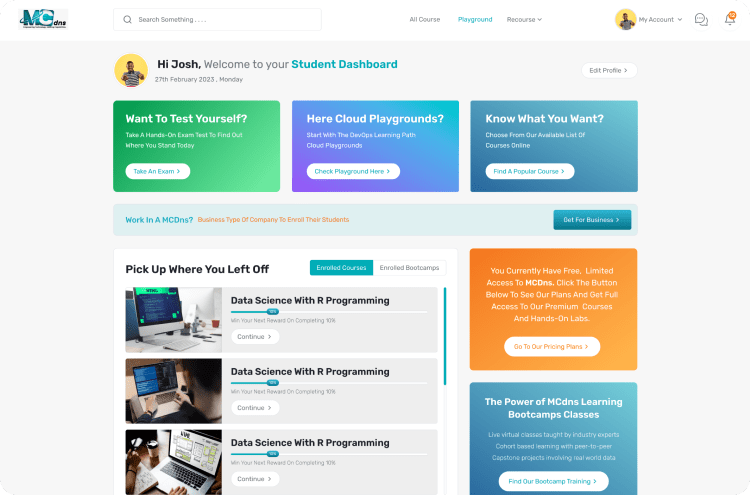 MCdns
Search Something . . . .
All Course
Playground
Recourse
My Account
Hi Josh, Welcome to your Student Dashboard
27th February 2023 , Monday
Edit Profile
Want To Test Yourself?
Take A Hands-On Exam Test To Find Out
Where You Stand Today
Take An Exam
Here Cloud Playgrounds?
Start With The DevOps Learning Path
Cloud Playgrounds
Check Playground Here
Know What You Want?
Choose From Our Available List Of
Courses Online
Find A Popular Course
Work In A MCDns?
Business Type Of Company To Enroll Their Students
Get For Business
Pick Up Where You Left Off
Enrolled Courses
Enrolled Bootcamps
Data Science With R Programming
Win Your Next Reward On Completing 10%
Continue
Data Science With R Programming
Win Your Next Reward On Completing 10%
Continue
Data Science With R Programming
Win Your Next Reward On Completing 10%
Continue
You Currently Have Free, Limited
Access To MCDns. Click The Button
Below To See Our Plans And Get Full
Access To Our Premium Courses
And Hands-On Labs.
Go To Our Pricing Plans
The Power of MCdns Learning
Bootcamps Classes
Live virtual classes taught by industry experts
Cohort based learning with peer-to-peer
Capstone projects involving real world data
Find Our Bootcamp Training